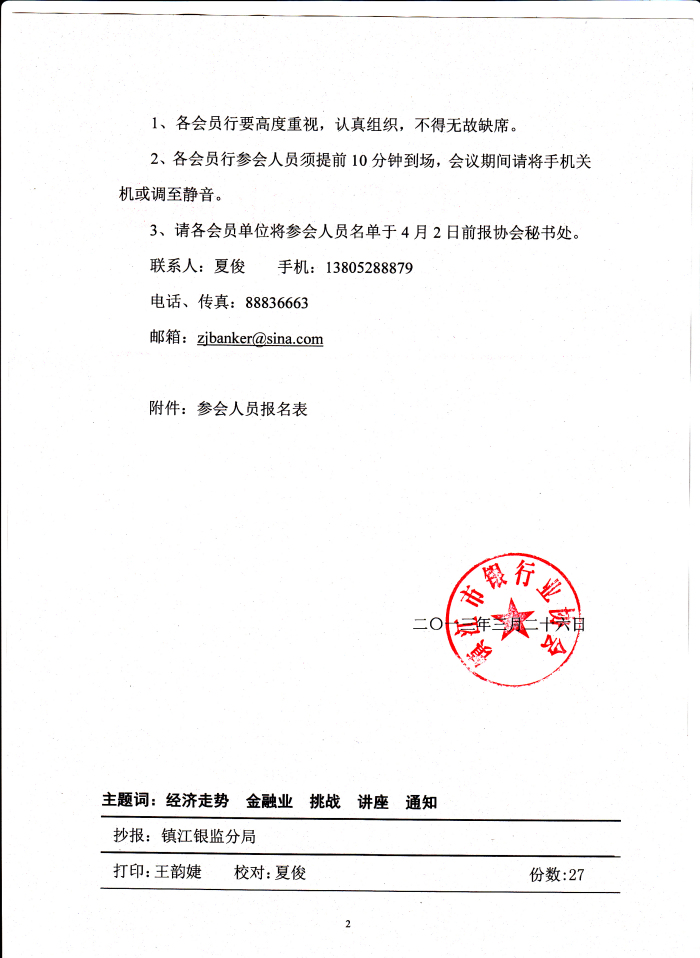 1、各会员行要高度重视，认真组织，不得无故缺席。
2、各会员行参会人员须提前 10 分钟到场，会议期间请将手机关
机或调至静音。
3、请各会员单位将参会人员名单于 4 月 2 日前报协会秘书处。
联系人：夏俊 手机：13805288879
电话、传真：88836663
邮箱：zjbanker@sina.com
附件：参会人员报名表
镇江市银行业协会
二〇一三年三月二十六日
主题词：经济走势 金融业 挑战 讲座 通知
抄报：镇江银监分局
打印:王韵婕 校对:夏俊 份数:27
2